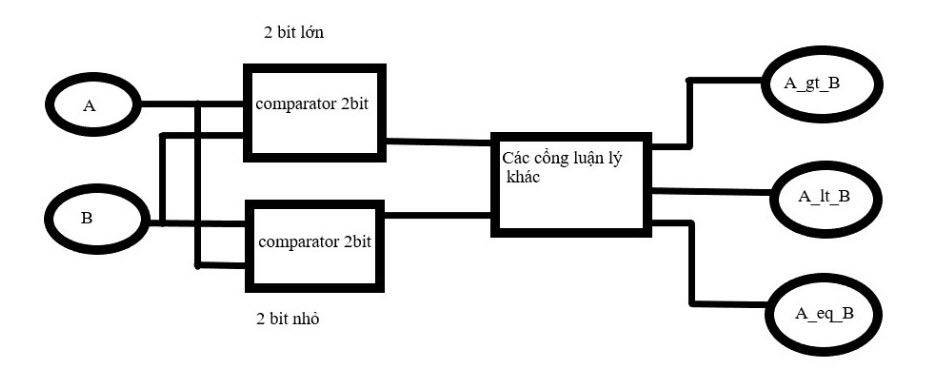 2 bit lớn
A
comparator 2bit
B
comparator 2bit
2 bit nhỏ
Các cổng luận lý
khác
A_gt_B
A_lt_B
A_eq_B